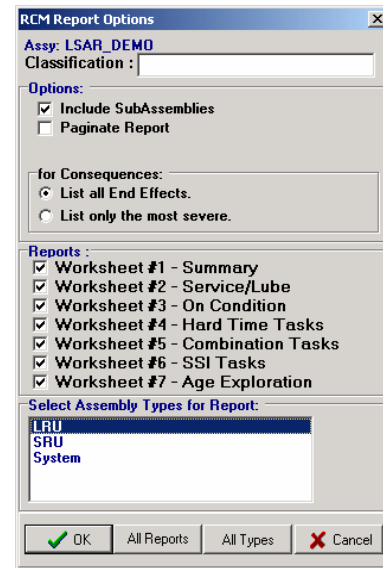 RCM Report Options
Assy: LSAR_DEMO
Classification :
Options:
Include SubAssemblies
Paginate Report
for Consequences:
List all End Effects.
List only the most severe.
Reports :
Worksheet #1 - Summary
Worksheet #2 - Service/Lube
Worksheet #3 - On Condition
Worksheet #4 - Hard Time Tasks
Worksheet #5 - Combination Tasks
Worksheet #6 - SSI Tasks
Worksheet #7 - Age Exploration
Select Assembly Types for Report:
LRU
SRU
System
OK All Reports All Types Cancel